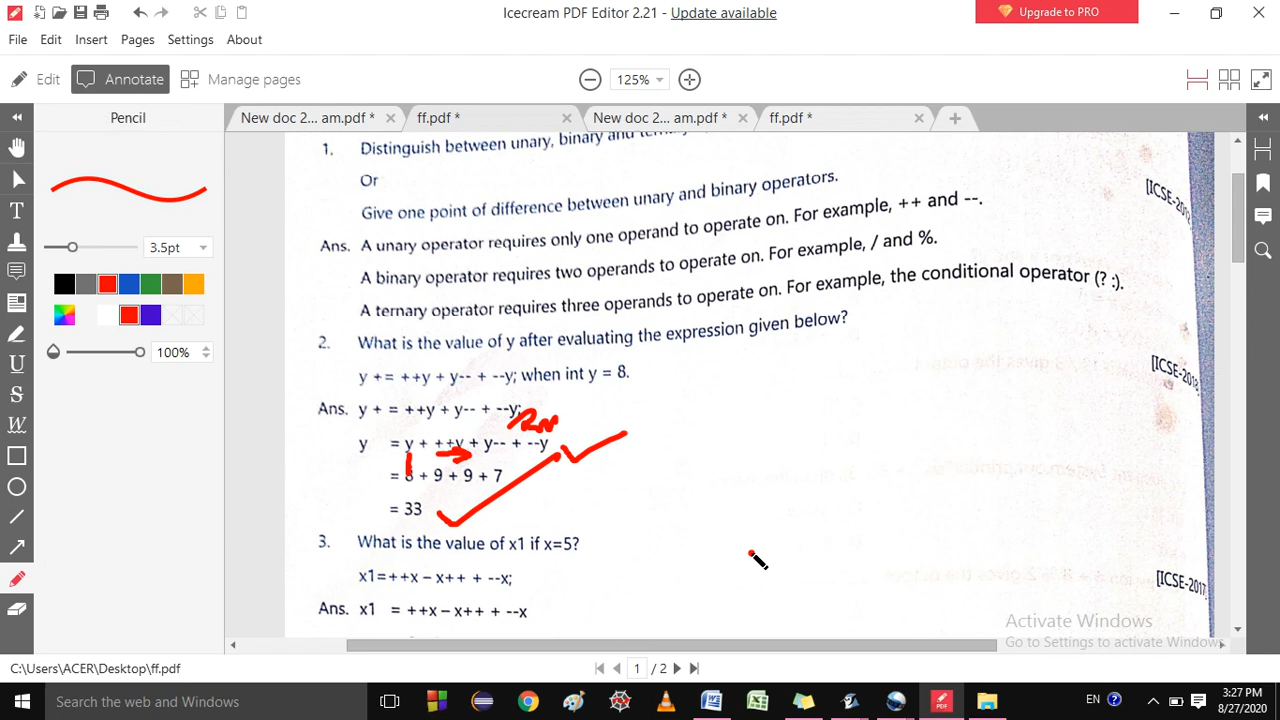 Icecream PDF Editor 2.21 - Update available
Upgrade to PRO
File Edit Insert Pages Settings About
Edit Annotate Manage pages
125%
Pencil
New doc 2... am.pdf *
ff.pdf *
New doc 2... am.pdf *
ff.pdf *
3.5pt
100%
1. Distinguish between unary, binary and
Or
Give one point of difference between unary and binary operators.
[ICSE-2012
Ans. A unary operator requires only one operand to operate on. For example, ++ and --.
A binary operator requires two operands to operate on. For example, / and %.
A ternary operator requires three operands to operate on. For example, the conditional operator (? :).
2. What is the value of y after evaluating the expression given below?
y += ++y + y-- + --y; when int y = 8.
[ICSE-2018
Ans. y + = ++y + y-- + --y;
y = y + ++y + y-- + --y
= 8 + 9 + 9 + 7
= 33
3. What is the value of x1 if x=5?
x1=++x – x++ + --x;
[ICSE-2017
Ans. x1 = ++x – x++ + --x
Activate Windows
Go to Settings to activate Windows.
C:\Users\ACER\Desktop\ff.pdf
1 / 2
Search the web and Windows
EN
3:27 PM
8/27/2020